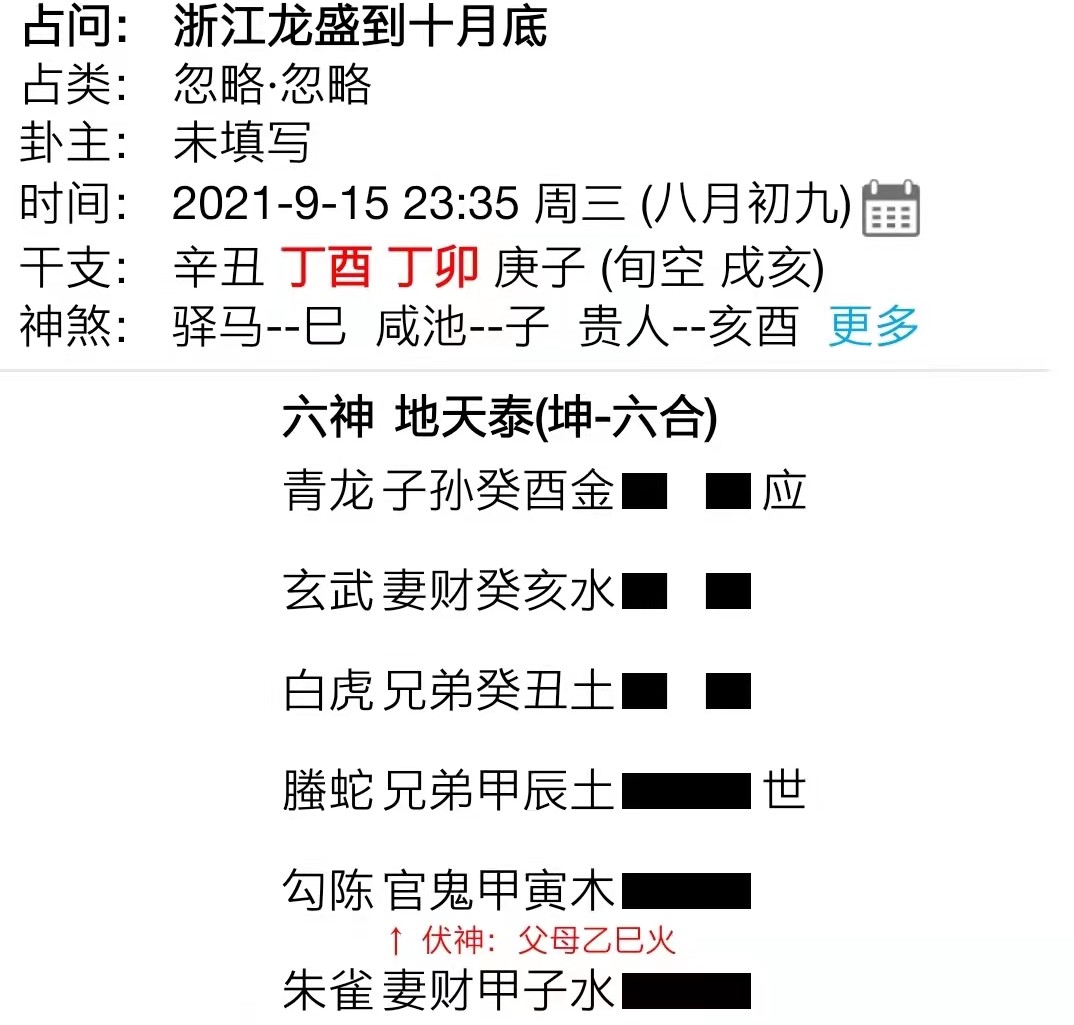 占问： 浙江龙盛到十月底
占类： 忽略·忽略
卦主： 未填写
时间： 2021-9-15 23:35 周三 (八月初九)
干支： 辛丑 丁酉 丁卯 庚子 (旬空 戌亥)
神煞： 驿马--巳 咸池--子 贵人--亥酉 更多
六神 地天泰(坤-六合)
青龙 子孙癸酉金 应
玄武 妻财癸亥水
白虎 兄弟癸丑土
螣蛇 兄弟甲辰土 世
勾陈 官鬼甲寅木
↑ 伏神：父母乙巳火
朱雀 妻财甲子水